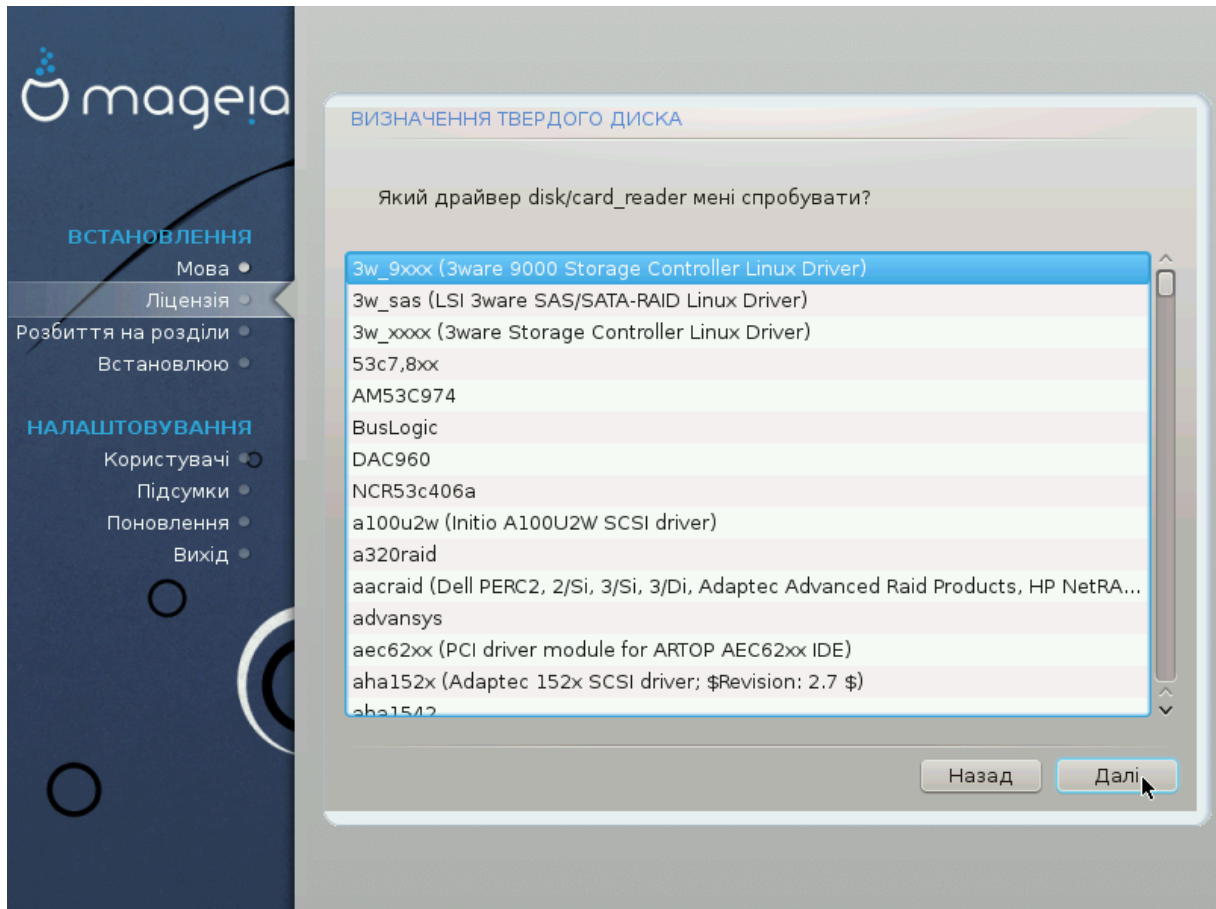 mageia
ВСТАНОВЛЕННЯ
Мова
Ліцензія
Розбиття на розділи
Встановлюю
НАЛАШТОВУВАННЯ
Користувачі
Підсумки
Поновлення
Вихід
ВИЗНАЧЕННЯ ТВЕРДОГО ДИСКА
Який драйвер disk/card_reader мені спробувати?
3w_9xxx (3ware 9000 Storage Controller Linux Driver)
3w_sas (LSI 3ware SAS/SATA-RAID Linux Driver)
3w_xxxx (3ware Storage Controller Linux Driver)
53c7,8xx
AM53C974
BusLogic
DAC960
NCR53c406a
a100u2w (Initio A100U2W SCSI driver)
a320raid
aacraid (Dell PERC2, 2/Si, 3/Si, 3/Di, Adaptec Advanced Raid Products, HP NetRA...
advansys
aec62xx (PCI driver module for ARTOP AEC62xx IDE)
aha152x (Adaptec 152x SCSI driver; $Revision: 2.7 $)
aha1542
Назад
Далі